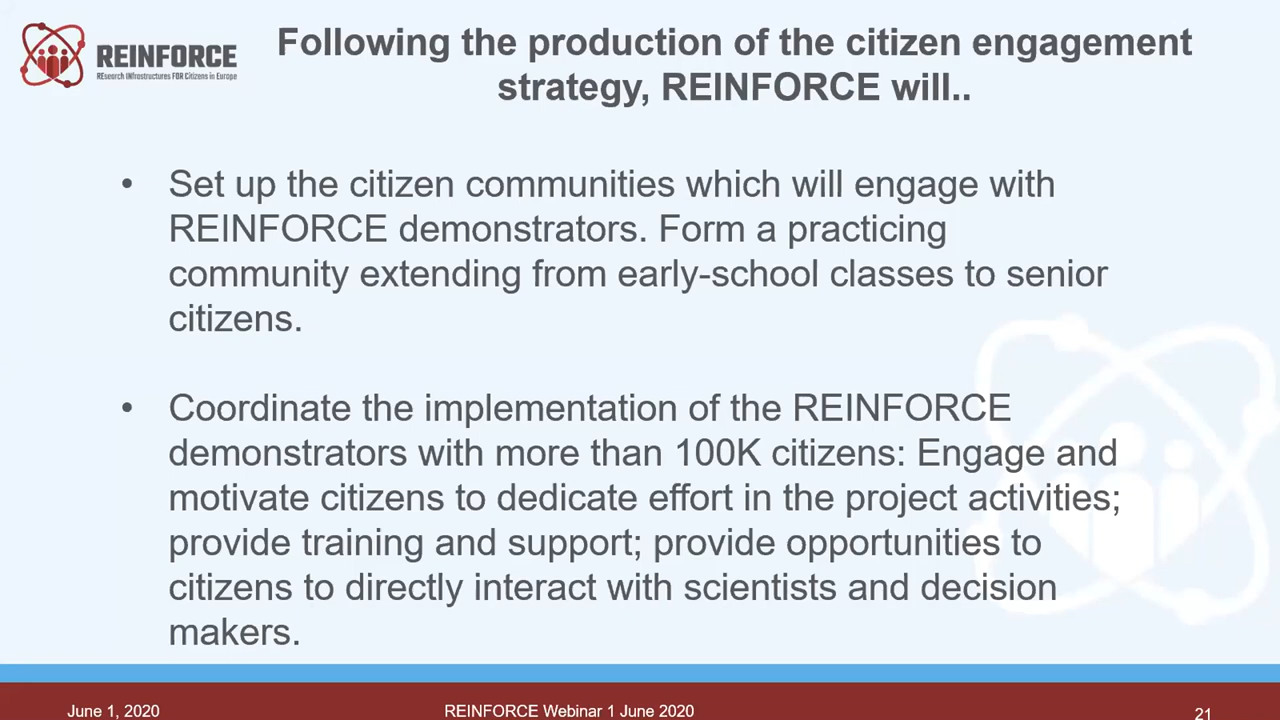 REINFORCE
REsearch INfrastructures FOR Citizens in Europe
Following the production of the citizen engagement
strategy, REINFORCE will..
• Set up the citizen communities which will engage with
REINFORCE demonstrators. Form a practicing
community extending from early-school classes to senior
citizens.
• Coordinate the implementation of the REINFORCE
demonstrators with more than 100K citizens: Engage and
motivate citizens to dedicate effort in the project activities;
provide training and support; provide opportunities to
citizens to directly interact with scientists and decision
makers.
June 1, 2020
REINFORCE Webinar 1 June 2020
21